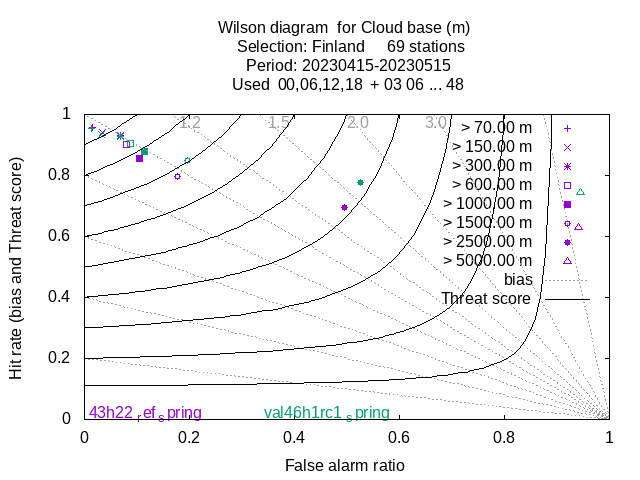 Wilson diagram  for Cloud base (m)
Selection: Finland     69 stations
Period: 20230415-20230515
Used  00,06,12,18  + 03 06 ... 48
1
0.8
0.6
0.4
0.2
0
Hit rate (bias and Threat score)
1.2
1.5
2.0
3.0
> 70.00 m
> 150.00 m
> 300.00 m
> 600.00 m
> 1000.00 m
> 1500.00 m
> 2500.00 m
> 5000.00 m
bias
Threat score
43h22_ref_spring
val46h1rc1_spring
0 0.2 0.4 0.6 0.8 1
False alarm ratio